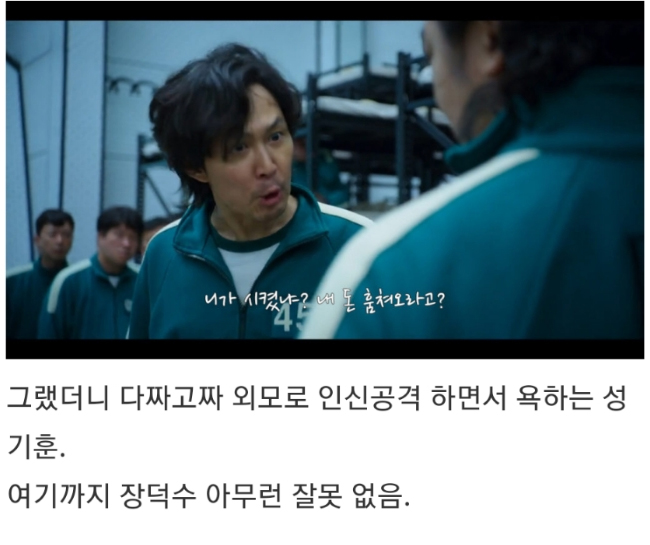 니가 시켰냐? 내 돈 훔쳐오라고?
45
그랬더니 다짜고짜 외모로 인신공격 하면서 욕하는 성
기훈.
여기까지 장덕수 아무런 잘못 없음.